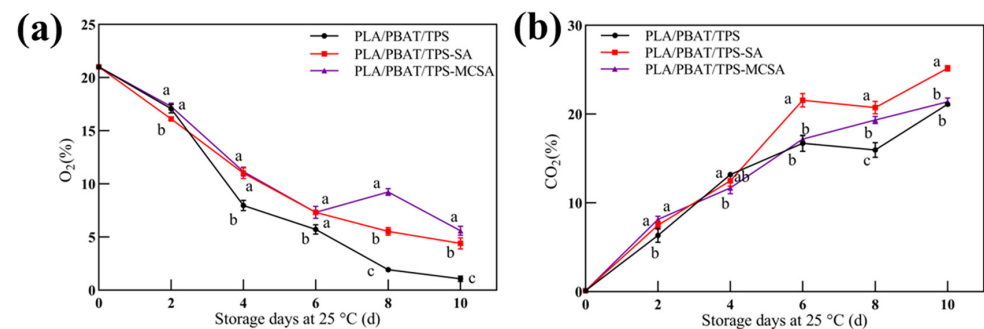 (a)
PLA/PBAT/TPS
PLA/PBAT/TPS-SA
PLA/PBAT/TPS-MCSA
O₂(%)
25
20
15
10
5
0
a
a
b
a
a
b
a
b
a
b
c
a
b
c
0 2 4 6 8 10
Storage days at 25 °C (d)
(b)
PLA/PBAT/TPS
PLA/PBAT/TPS-SA
PLA/PBAT/TPS-MCSA
CO₂(%)
30
20
10
0
a
a
b
a
ab
b
a
b
b
a
b
c
a
b
b
0 2 4 6 8 10
Storage days at 25 °C (d)